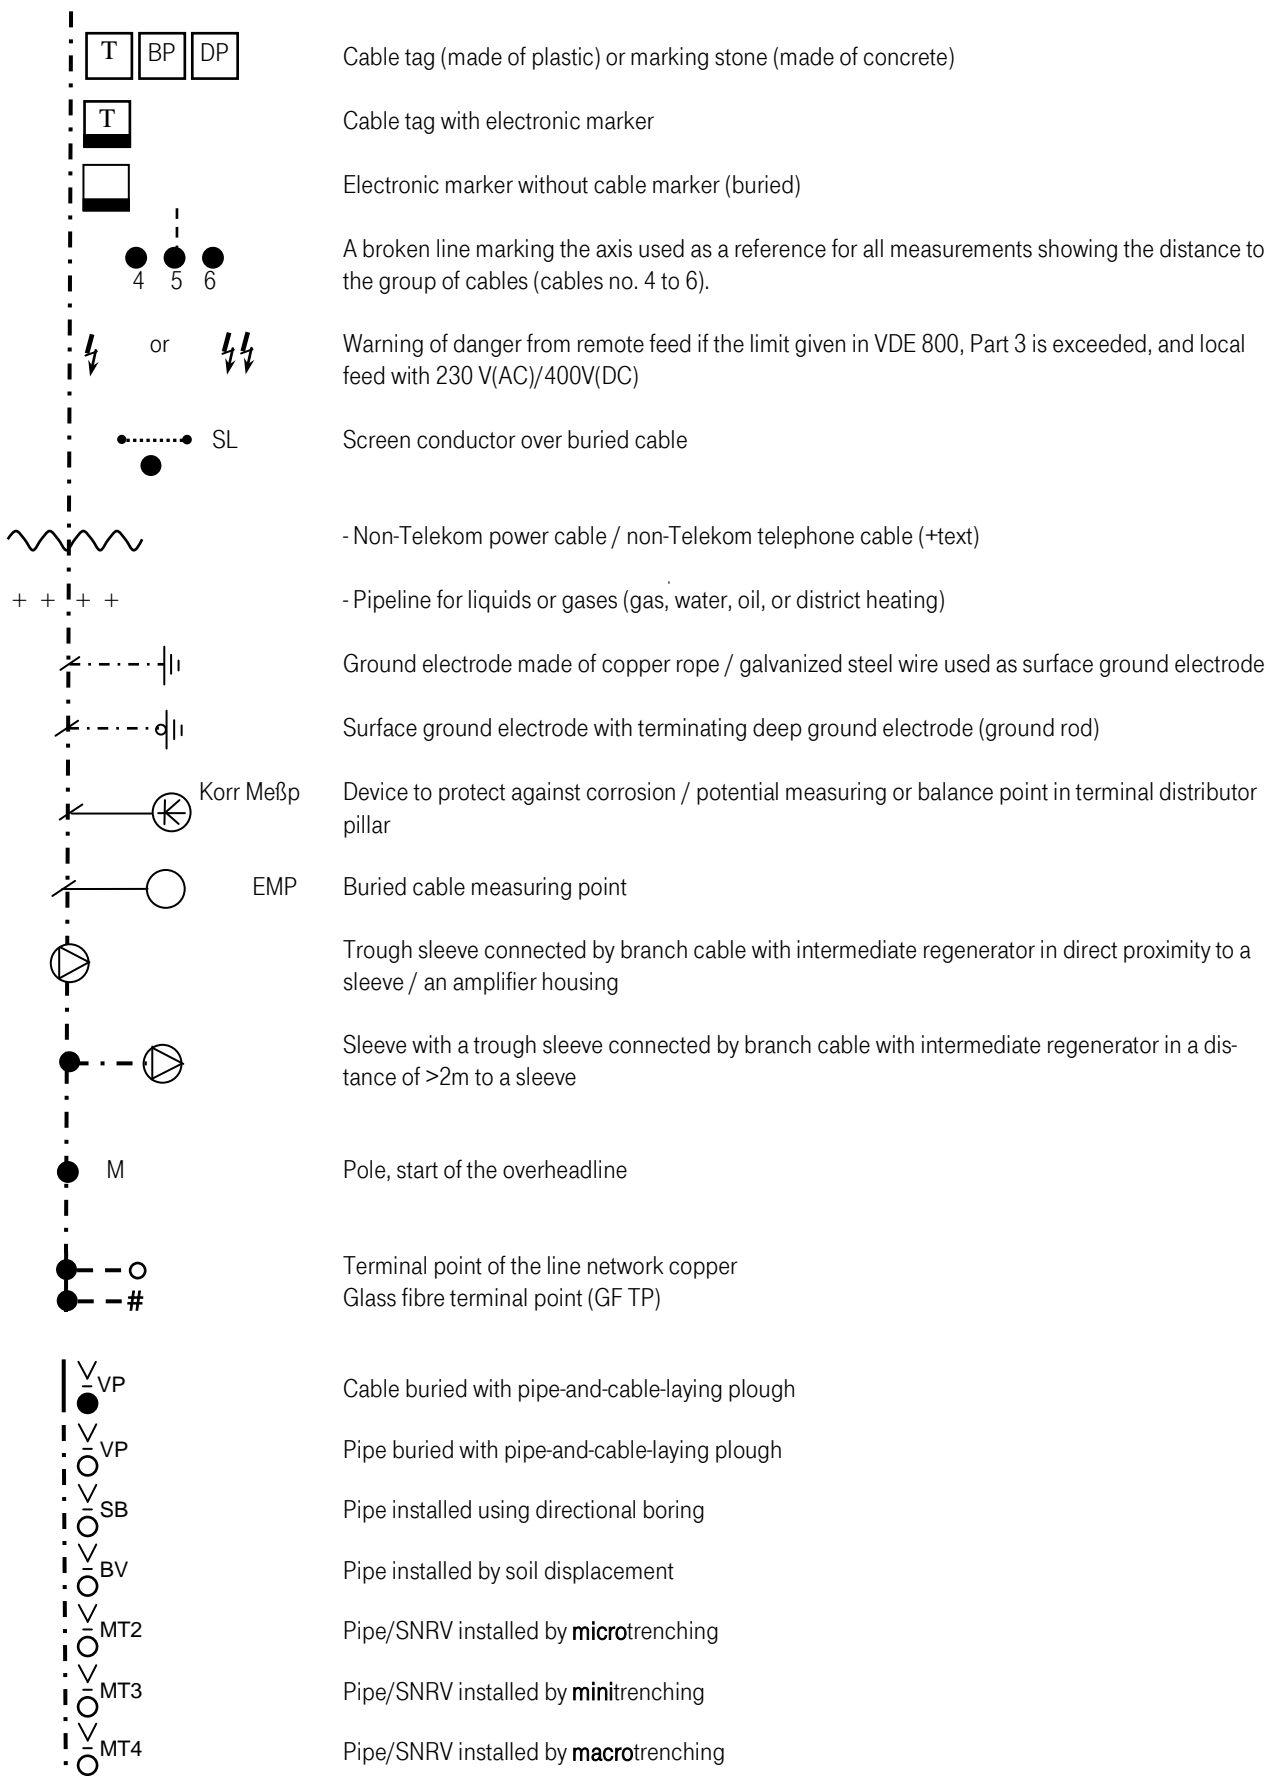 T BP DP Cable tag (made of plastic) or marking stone (made of concrete)
T Cable tag with electronic marker
Electronic marker without cable marker (buried)
A broken line marking the axis used as a reference for all measurements showing the distance to
4 5 6 the group of cables (cables no. 4 to 6).
or Warning of danger from remote feed if the limit given in VDE 800, Part 3 is exceeded, and local
feed with 230 V(AC)/400V(DC)
SL Screen conductor over buried cable
- Non-Telekom power cable / non-Telekom telephone cable (+text)
+ + + + - Pipeline for liquids or gases (gas, water, oil, or district heating)
Ground electrode made of copper rope / galvanized steel wire used as surface ground electrode
Surface ground electrode with terminating deep ground electrode (ground rod)
Korr Meßp Device to protect against corrosion / potential measuring or balance point in terminal distributor
pillar
EMP Buried cable measuring point
Trough sleeve connected by branch cable with intermediate regenerator in direct proximity to a
sleeve / an amplifier housing
Sleeve with a trough sleeve connected by branch cable with intermediate regenerator in a dis-
tance of >2m to a sleeve
M Pole, start of the overheadline
Terminal point of the line network copper
# Glass fibre terminal point (GF TP)
VP Cable buried with pipe-and-cable-laying plough
VP Pipe buried with pipe-and-cable-laying plough
SB Pipe installed using directional boring
BV Pipe installed by soil displacement
MT2 Pipe/SNRV installed by microtrenching
MT3 Pipe/SNRV installed by minitrenching
MT4 Pipe/SNRV installed by macrotrenching